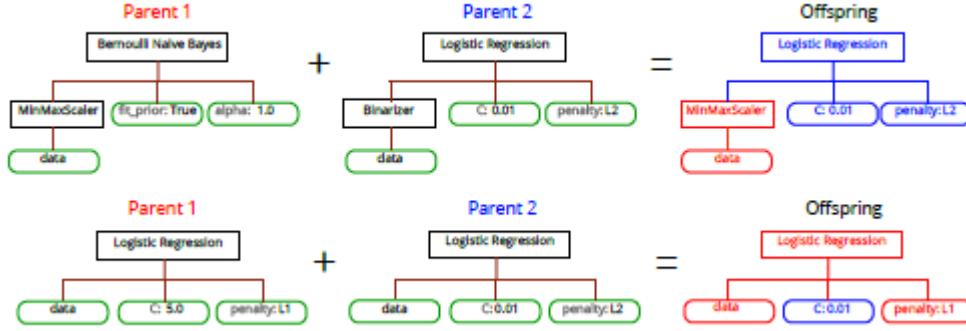 Parent 1
Parent 2
Offspring
Bernoulli Naive Bayes
+
Logistic Regression
=
Logistic Regression
MinMaxScaler
fit_prior: True
alpha: 1.0
Binarizer
C: 0.01
penalty: L2
MinMaxScaler
C: 0.01
penalty: L2
data
data
data
Parent 1
Parent 2
Offspring
Logistic Regression
+
Logistic Regression
=
Logistic Regression
data
C: 5.0
penalty: L1
data
C: 0.01
penalty: L2
data
C: 0.01
penalty: L1